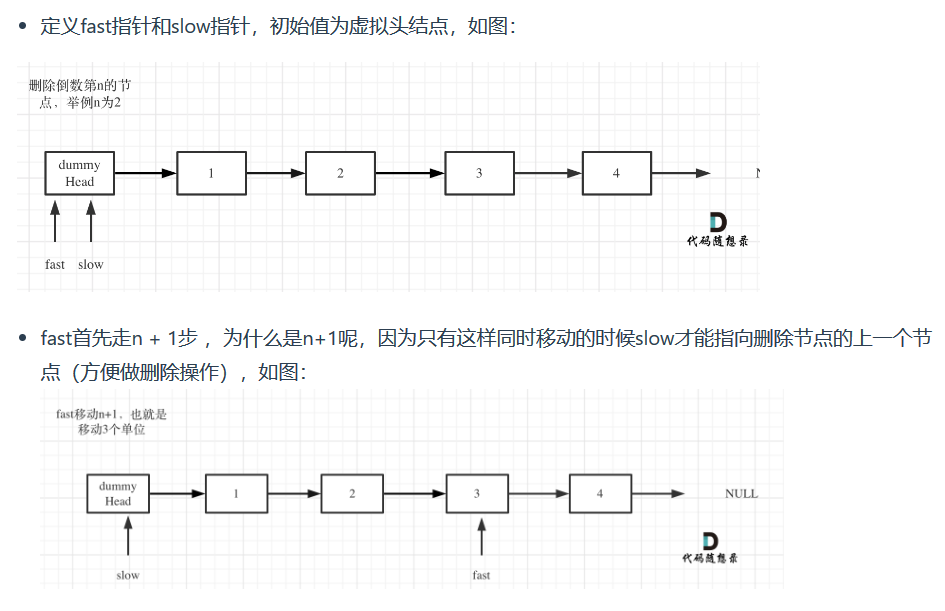 定义fast指针和slow指针，初始值为虚拟头结点，如图：
删除倒数第n的节
点，举例n为2
dummy
Head
1
2
3
4
代码随想录
fast
slow
fast首先走n + 1步 ，为什么是n+1呢，因为只有这样同时移动的时候slow才能指向删除节点的上一个节
点（方便做删除操作），如图：
fast移动n+1，也就是
移动3个单位
dummy
Head
1
2
3
4
NULL
代码随想录
slow
fast